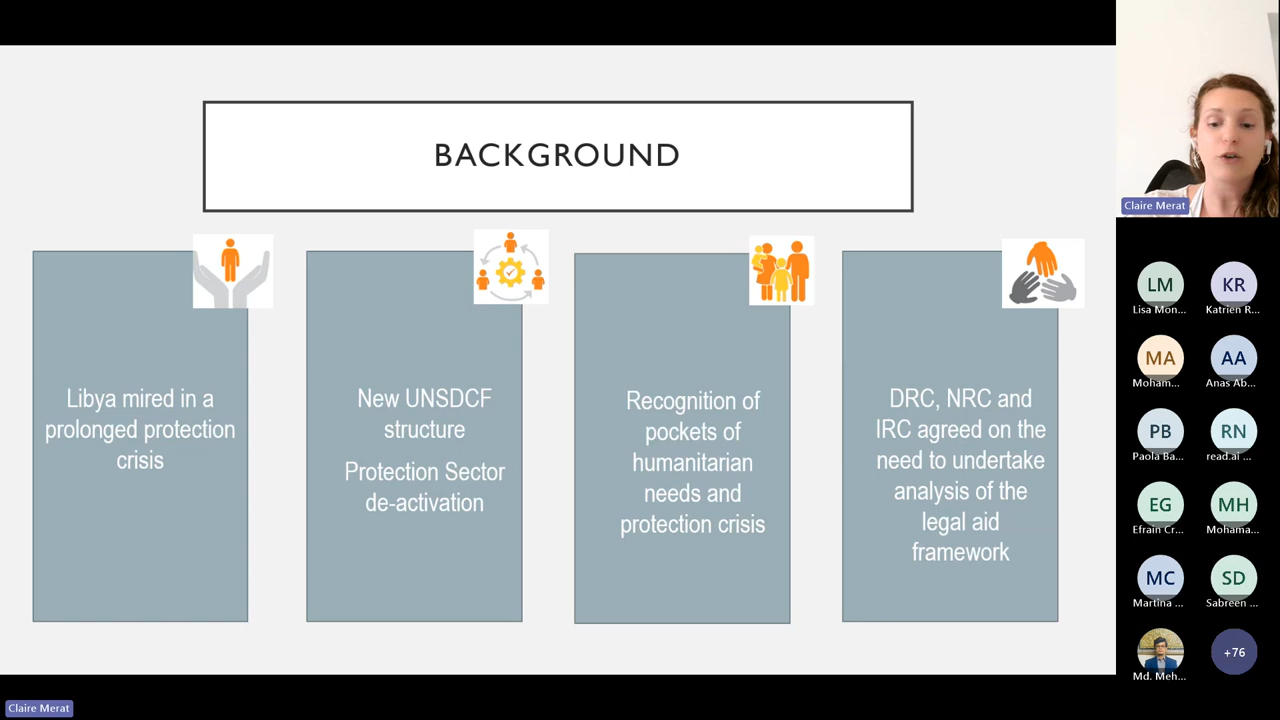 BACKGROUND
Libya mired in a
prolonged protection
crisis
New UNSDCF
structure
Protection Sector
de-activation
Recognition of
pockets of
humanitarian
needs and
protection crisis
DRC, NRC and
IRC agreed on the
need to undertake
analysis of the
legal aid
framework
Claire Merat
LM
Lisa Mon...
KR
Katrien R...
MA
Moham...
AA
Anas Ab...
PB
Paola Ba...
RN
read.ai ...
EG
Efrain Cr...
MH
Mohama...
MC
Martina ...
SD
Sabreen ...
Md. Meh...
+76
Claire Merat